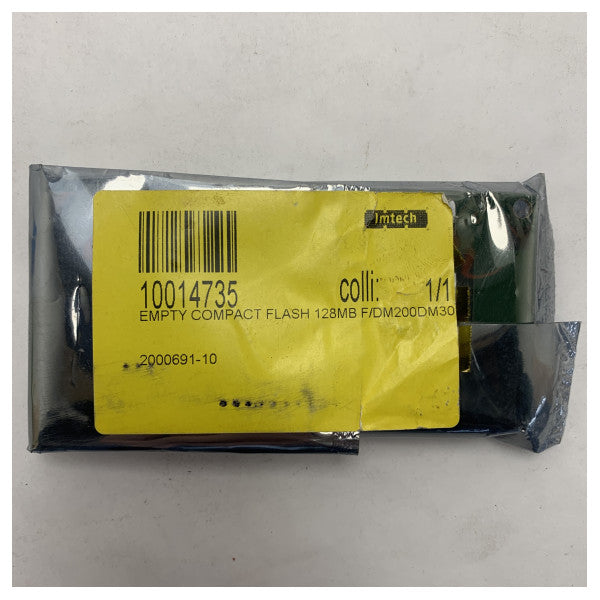 Imtech
10014735 colli: 1/1
EMPTY COMPACT FLASH 128MB F/DM200DM30
2000691-10